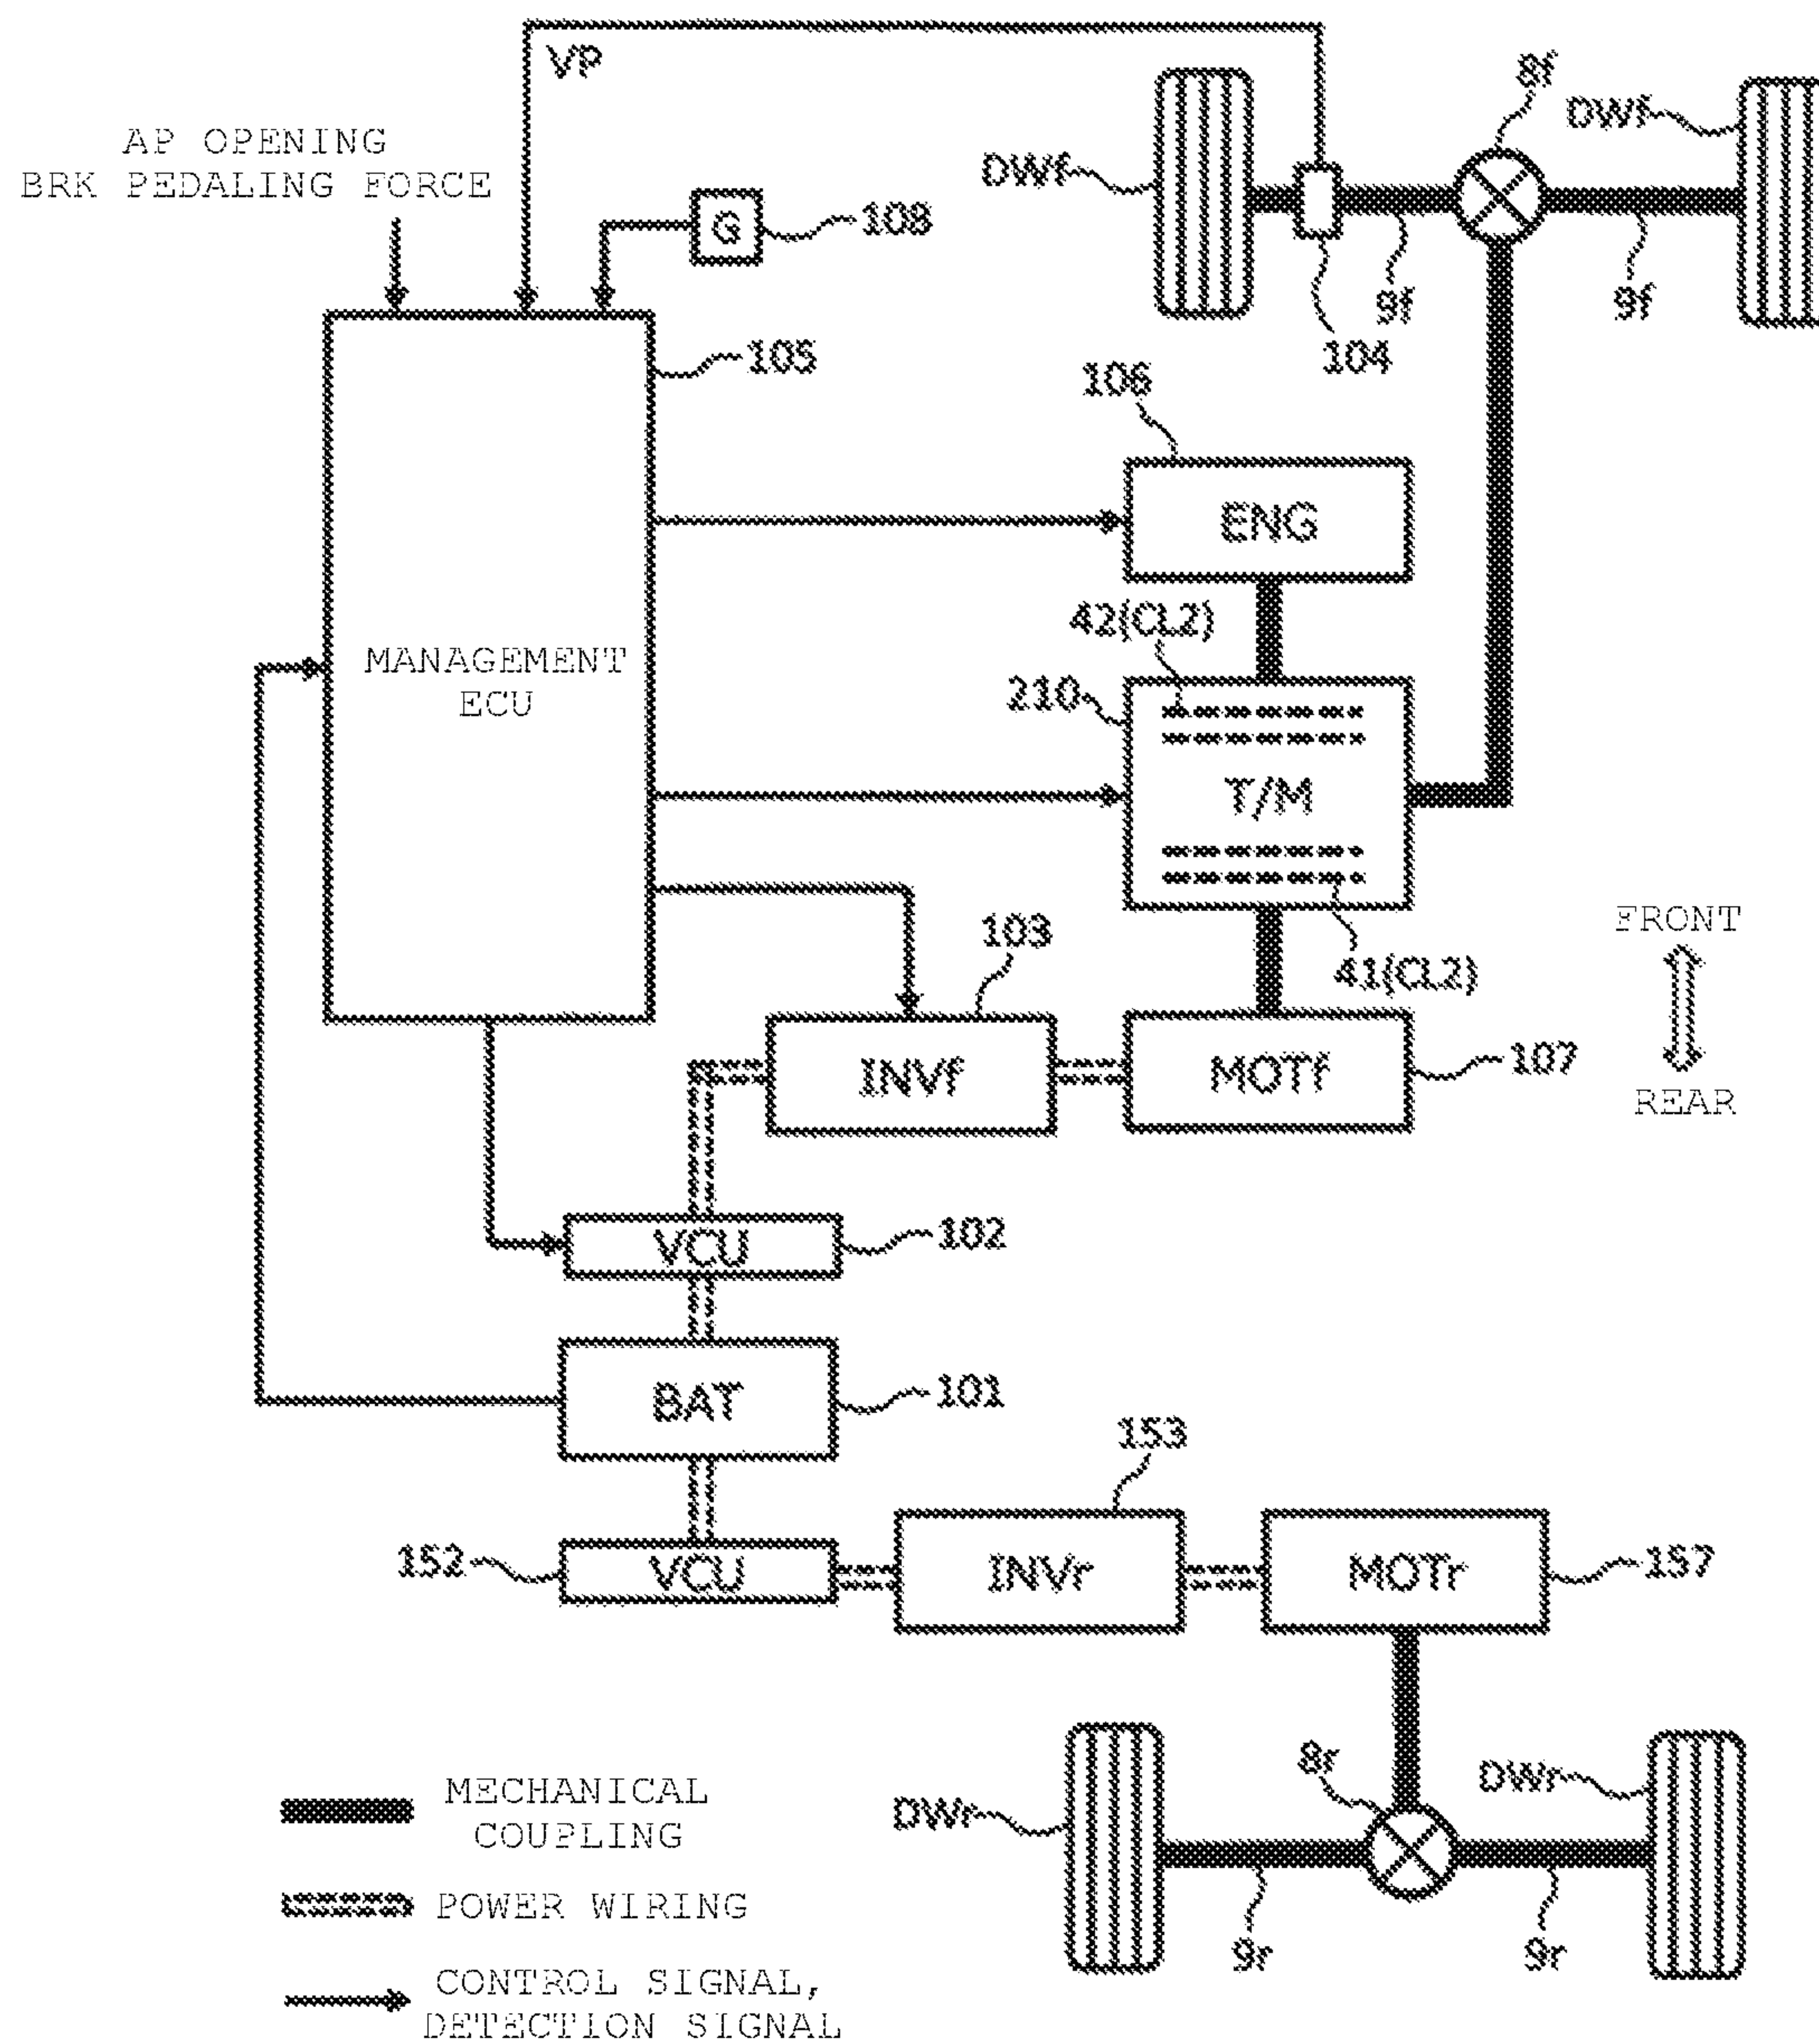 VP
8f
DWf
AP OPENING
BRK PEDALING FORCE
DWf
G
108
9f
9f
104
105
106
ENG
42(CL2)
MANAGEMENT
ECU
210
T/M
FRONT
103
41(CL2)
INVf
MOTf
107
REAR
VCU
102
BAT
101
153
152
VCU
INVr
MOTr
157
8r
DWr
DWr
MECHANICAL
COUPLING
POWER WIRING
9r
9r
CONTROL SIGNAL,
DETECTION SIGNAL